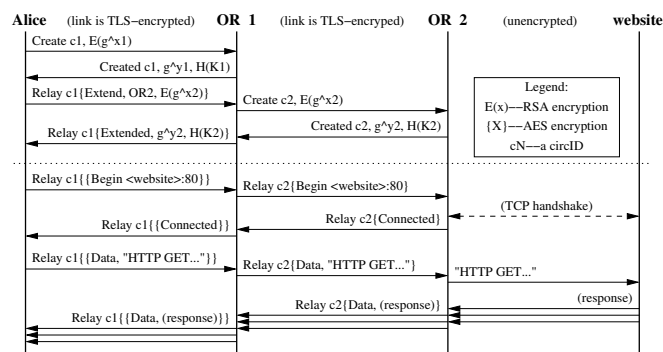 Alice (link is TLS−encrypted) OR 1 (link is TLS−encrypted) OR 2 (unencrypted) website
Create c1, E(g^x1)
Created c1, g^y1, H(K1)
Relay c1{Extend, OR2, E(g^x2)}
Create c2, E(g^x2)
Created c2, g^y2, H(K2)
Relay c1{Extended, g^y2, H(K2)}
Legend:
E(x)−−RSA encryption
{X}−−AES encryption
cN−−a circID
Relay c1{{Begin <website>:80}}
Relay c2{Begin <website>:80}
(TCP handshake)
Relay c2{Connected}
Relay c1{{Connected}}
Relay c1{{Data, "HTTP GET..."}}
Relay c2{Data, "HTTP GET..."}
"HTTP GET..."
(response)
Relay c2{Data, (response)}
Relay c1{{Data, (response)}}